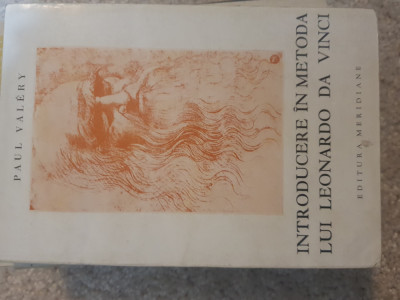 PAUL VALÉRY
INTRODUCERE ÎN METODA
LUI LEONARDO DA VINCI
EDITURA MERIDIANE